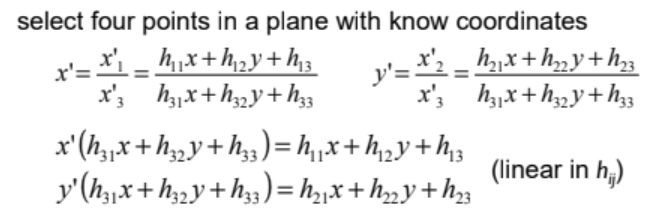 select four points in a plane with know coordinates
x' = x'₁ / x'₃ = (h₁₁x + h₁₂y + h₁₃) / (h₃₁x + h₃₂y + h₃₃)    y' = x'₂ / x'₃ = (h₂₁x + h₂₂y + h₂₃) / (h₃₁x + h₃₂y + h₃₃)
x'(h₃₁x + h₃₂y + h₃₃) = h₁₁x + h₁₂y + h₁₃
y'(h₃₁x + h₃₂y + h₃₃) = h₂₁x + h₂₂y + h₂₃
(linear in hᵢⱼ)